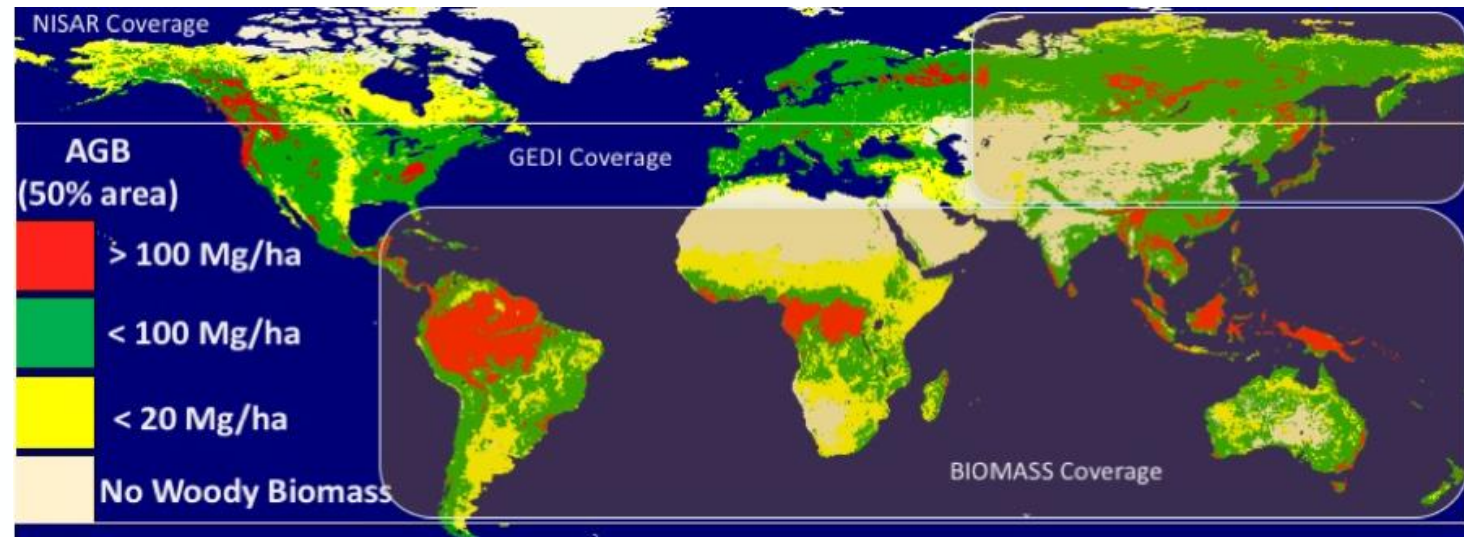 NISAR Coverage
GEDI Coverage
AGB
(50% area)
> 100 Mg/ha
< 100 Mg/ha
< 20 Mg/ha
No Woody Biomass
BIOMASS Coverage